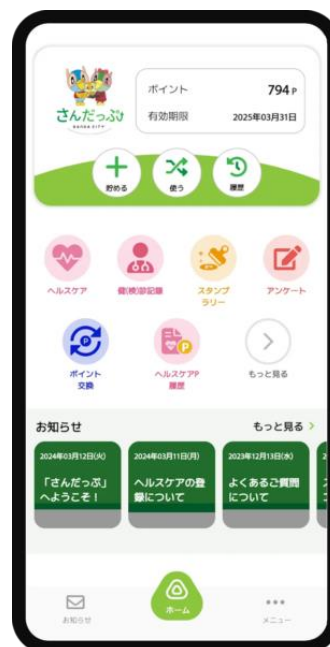 ポイント 794 P
さんだっぷ
SANDA CITY
有効期限 2025年03月31日
貯める 使う 履歴
ヘルスケア 健(検)診記録 スタンプ
ラリー アンケート
ポイント
交換 ヘルスケアP
履歴 もっと見る
お知らせ もっと見る >
2024年03月12日(火)
「さんだっぷ」
へようこそ!
2024年03月11日(月)
ヘルスケアの登
録について
2023年12月13日(水)
よくあるご質問
について
お知らせ ホーム メニュー